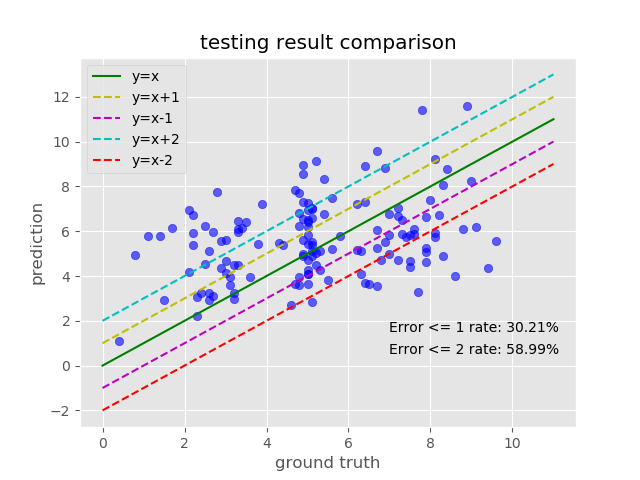 testing result comparison
y=x
y=x+1
y=x-1
y=x+2
y=x-2
12
10
8
6
4
2
0
−2
prediction
Error <= 1 rate: 30.21%
Error <= 2 rate: 58.99%
0 2 4 6 8 10
ground truth